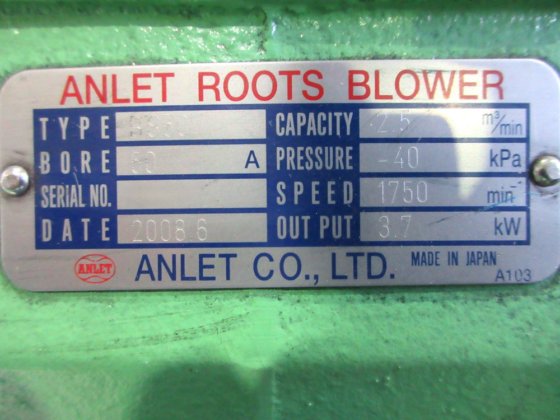 ANLET ROOTS BLOWER
TYPE CAPACITY 2.5 m³/min
BORE A PRESSURE -40 kPa
SERIAL NO. SPEED 1750 min⁻¹
DATE 2008.6 OUT PUT 3.7 kW
ANLET ANLET CO., LTD. MADE IN JAPAN
A103